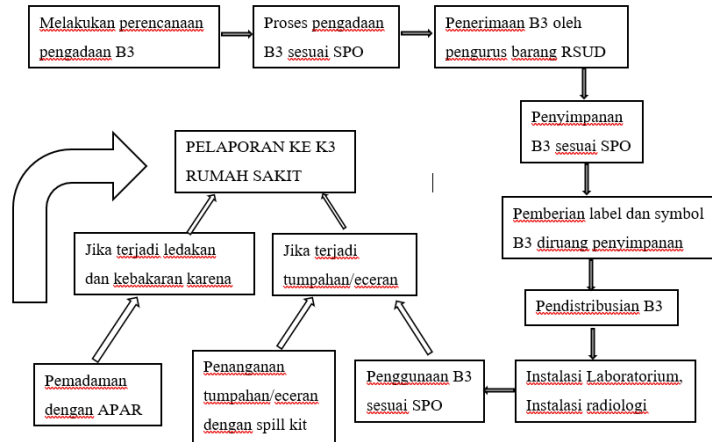 Melakukan perencanaan
pengadaan B3
Proses pengadaan
B3 sesuai SPO
Penerimaan B3 oleh
pengurus barang RSUD
Penyimpanan
B3 sesuai SPO
Pemberian label dan symbol
B3 diruang penyimpanan
Pendistribusian B3
Instalasi Laboratorium,
Instalasi radiologi
Penggunaan B3
sesuai SPO
Penanganan
tumpahan/eceran
dengan spill kit
Jika terjadi
tumpahan/eceran
Pemadaman
dengan APAR
Jika terjadi ledakan
dan kebakaran karena
PELAPORAN KE K3
RUMAH SAKIT